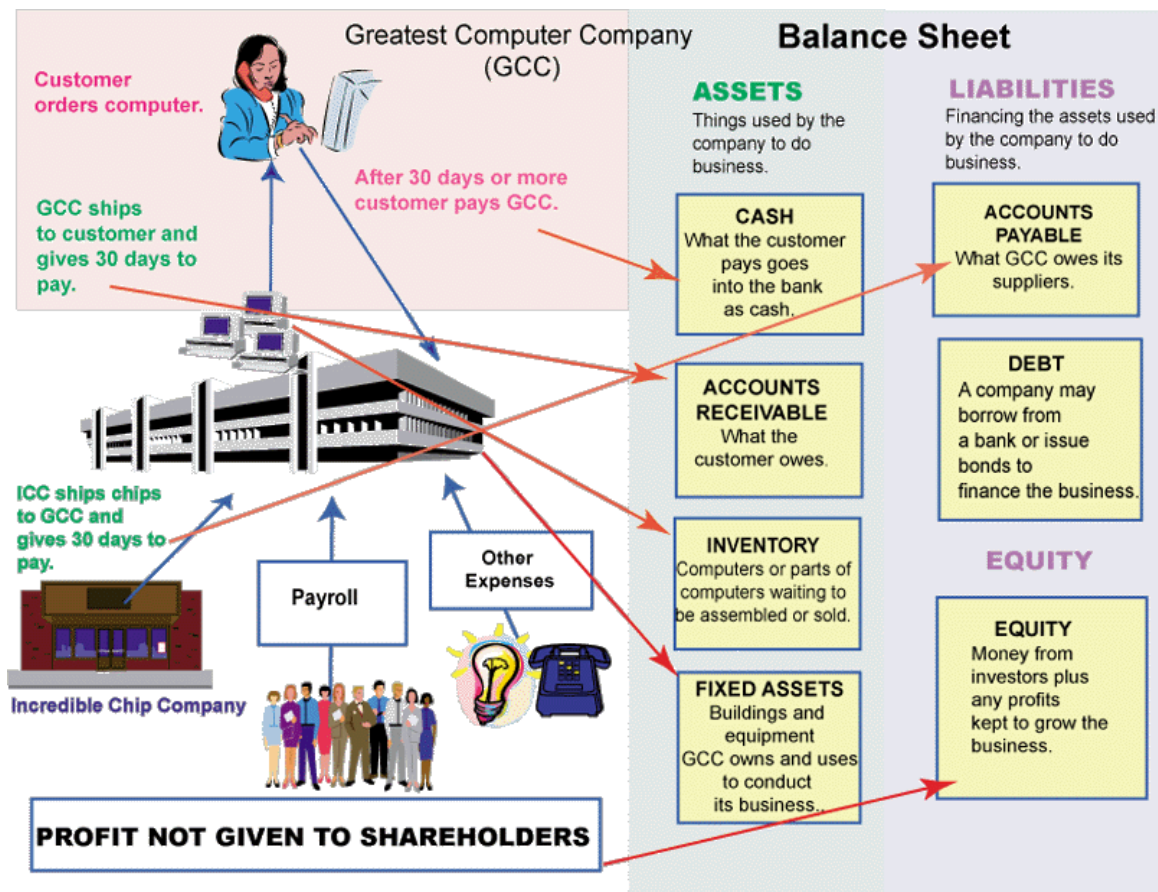 Greatest Computer Company
(GCC)
Customer
orders computer.
After 30 days or more
customer pays GCC.
GCC ships
to customer and
gives 30 days to
pay.
ICC ships chips
to GCC and
gives 30 days to
pay.
Incredible Chip Company
Payroll
Other
Expenses
PROFIT NOT GIVEN TO SHAREHOLDERS
Balance Sheet
ASSETS
Things used by the
company to do
business.
CASH
What the customer
pays goes
into the bank
as cash.
ACCOUNTS
RECEIVABLE
What the
customer owes.
INVENTORY
Computers or parts of
computers waiting to
be assembled or sold.
FIXED ASSETS
Buildings and
equipment
GCC owns and uses
to conduct
its business..
LIABILITIES
Financing the assets used
by the company to do
business.
ACCOUNTS
PAYABLE
What GCC owes its
suppliers.
DEBT
A company may
borrow from
a bank or issue
bonds to
finance the business.
EQUITY
EQUITY
Money from
investors plus
any profits
kept to grow the
business.